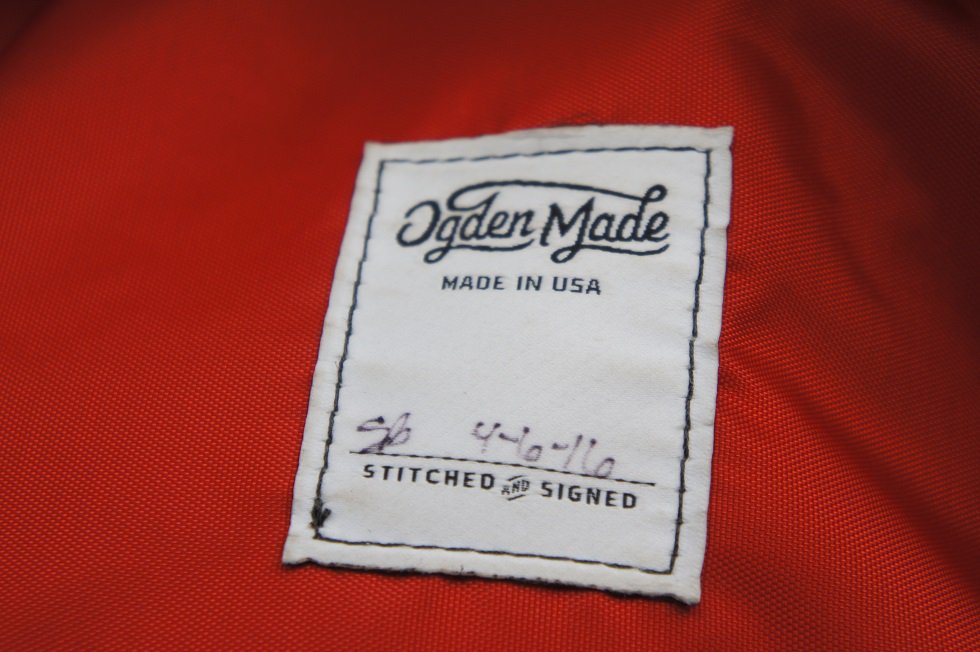 Ogden Made
MADE IN USA
Sb 4-6-16
STITCHED AND SIGNED